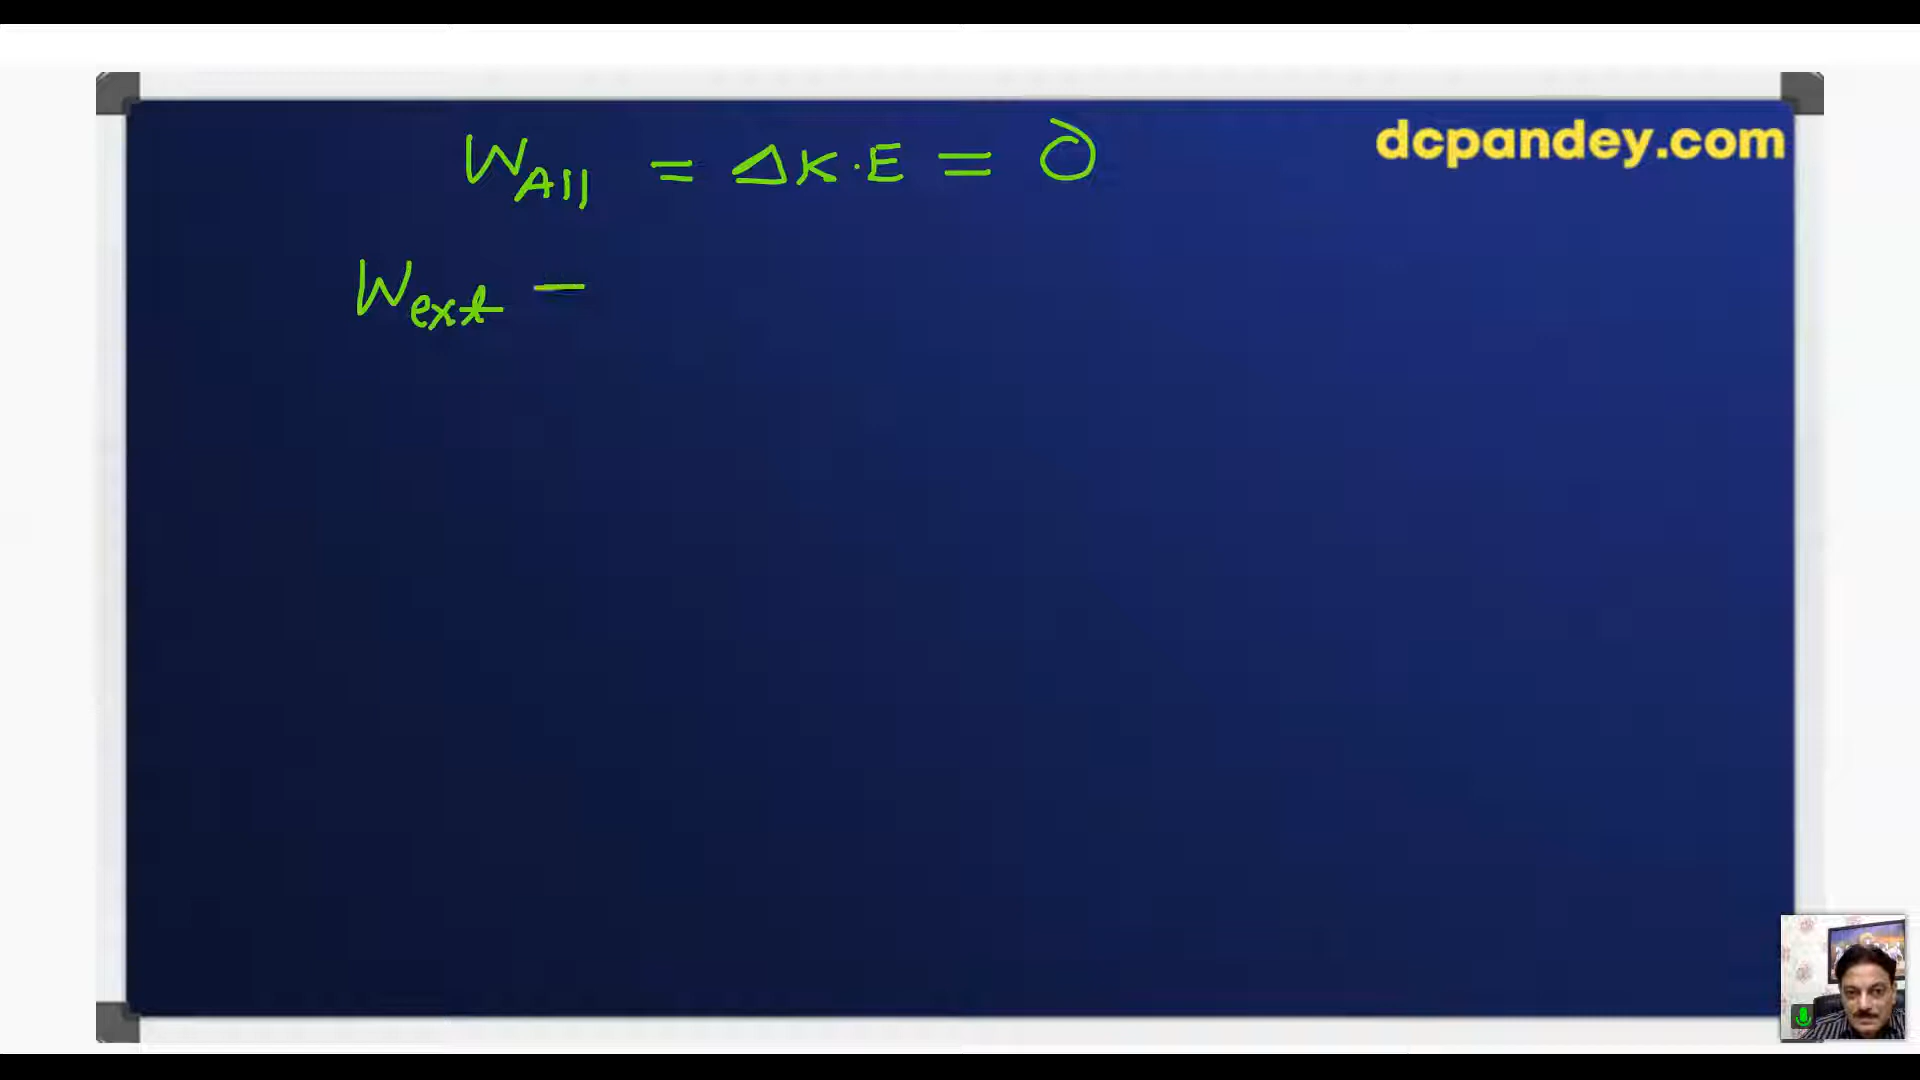 W_All = ΔK.E = 0
dcpandey.com
W_ext -